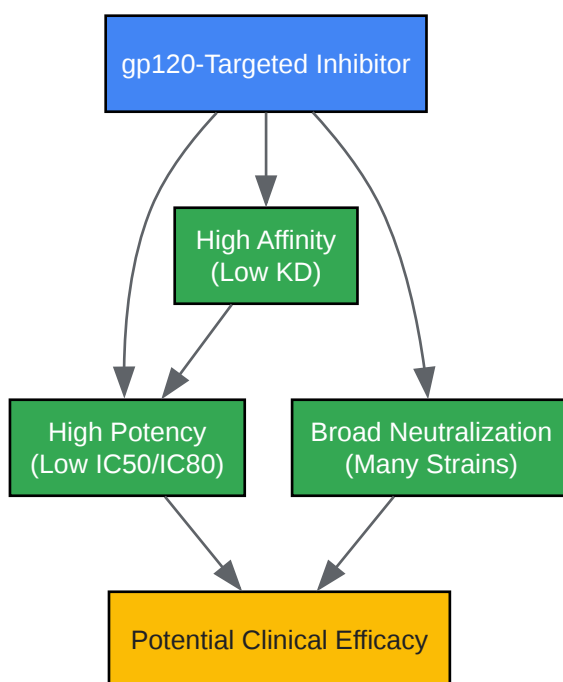 gp120-Targeted Inhibitor
High Affinity
(Low KD)
High Potency
(Low IC50/IC80)
Broad Neutralization
(Many Strains)
Potential Clinical Efficacy